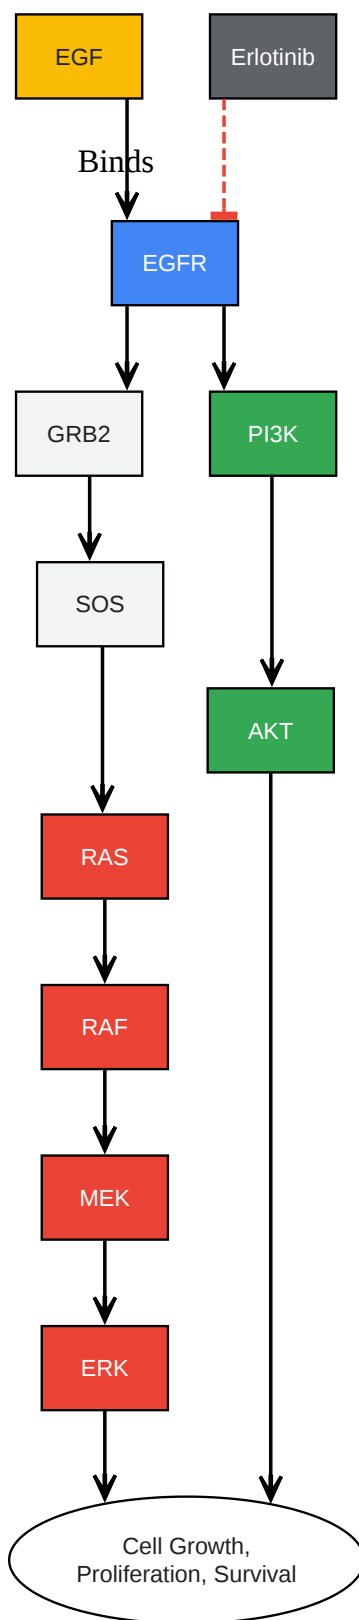 EGF
Erlotinib
Binds
EGFR
GRB2
PI3K
SOS
AKT
RAS
RAF
MEK
ERK
Cell Growth,
Proliferation, Survival